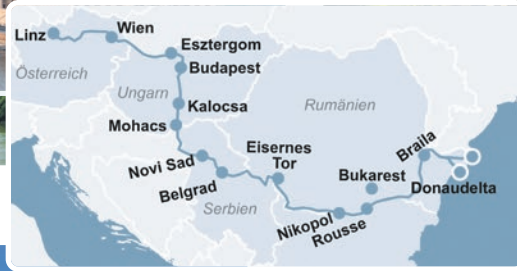 Linz
Wien
Esztergom
Budapest
Österreich
Ungarn
Kalocsa
Rumänien
Mohacs
Eisernes
Tor
Braila
Novi Sad
Bukarest
Belgrad
Donaudelta
Serbien
Nikopol
Rousse